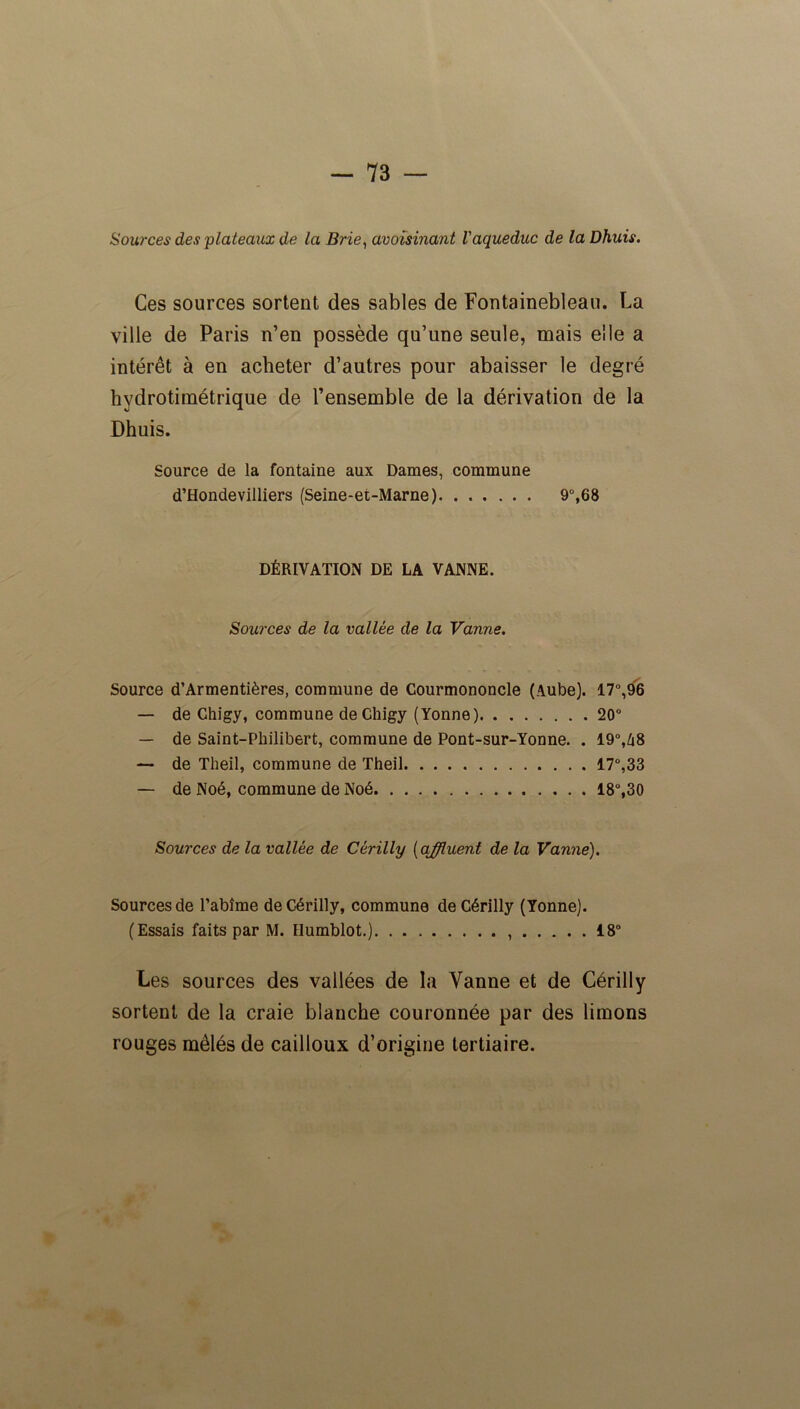 — 73 —
Sources des plateaux de la Brie, avoisinant l'aqueduc de la Dhuis.
Ces sources sortent des sables de Fontainebleau. La
ville de Paris n'en possède qu'une seule, mais elle a
intérêt à en acheter d'autres pour abaisser le degré
hydrotimétrique de l'ensemble de la dérivation de la
Dhuis.
Source de la fontaine aux Dames, commune
d'Hondevilliers (Seine-et-Marne). . . . . . . 9°,68
DÉRIVATION DE LA VANNE.
Sources de la vallée de la Vanne.
Source d'Armentières, commune de Courmononcle (Aube). 17°,96
— de Chigy, commune de Chigy (Yonne). . . . . . . . 20°
— de Saint-Philibert, commune de Pont-sur-Yonne. . 19°,48
— de Theil, commune de Theil. . . . . . . . . . . . . 17°,33
— de Noé, commune de Noé. . . . . . . . . . . . . . . 18°,30
Sources de la vallée de Cérilly (affluent de la Vanne).
Sources de l'abîme de Cérilly, commune de Cérilly (Yonne).
(Essais faits par M. Humblot.). . . . . . . . . , . . . . . 18°
Les sources des vallées de la Vanne et de Cérilly
sortent de la craie blanche couronnée par des limons
rouges mêlés de cailloux d'origine tertiaire.